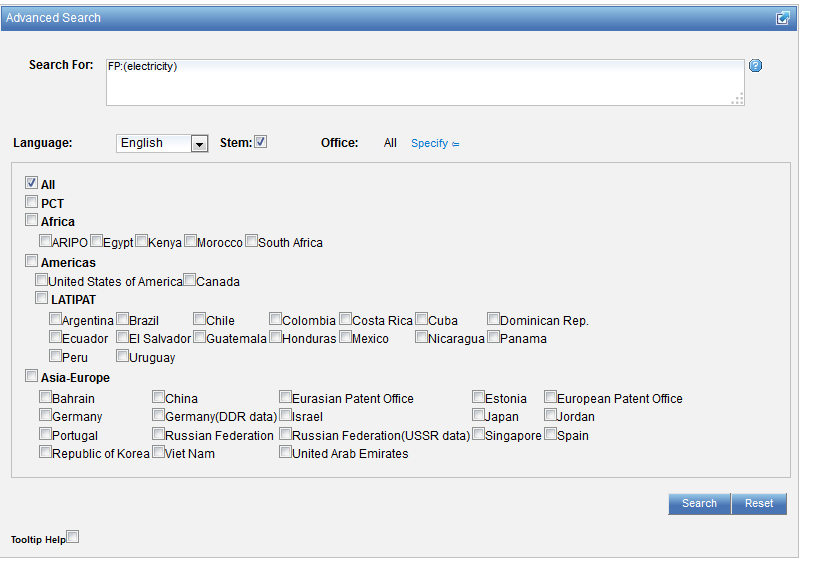 Advanced Search
Search For: FP:(electricity)
Language: English Stem: Office: All Specify
All
PCT
Africa
ARIPO Egypt Kenya Morocco South Africa
Americas
United States of America Canada
LATIPAT
Argentina Brazil Chile Colombia Costa Rica Cuba Dominican Rep.
Ecuador El Salvador Guatemala Honduras Mexico Nicaragua Panama
Peru Uruguay
Asia-Europe
Bahrain China Eurasian Patent Office Estonia European Patent Office
Germany Germany(DDR data) Israel Japan Jordan
Portugal Russian Federation Russian Federation(USSR data) Singapore Spain
Republic of Korea Viet Nam United Arab Emirates
Search Reset
Tooltip Help